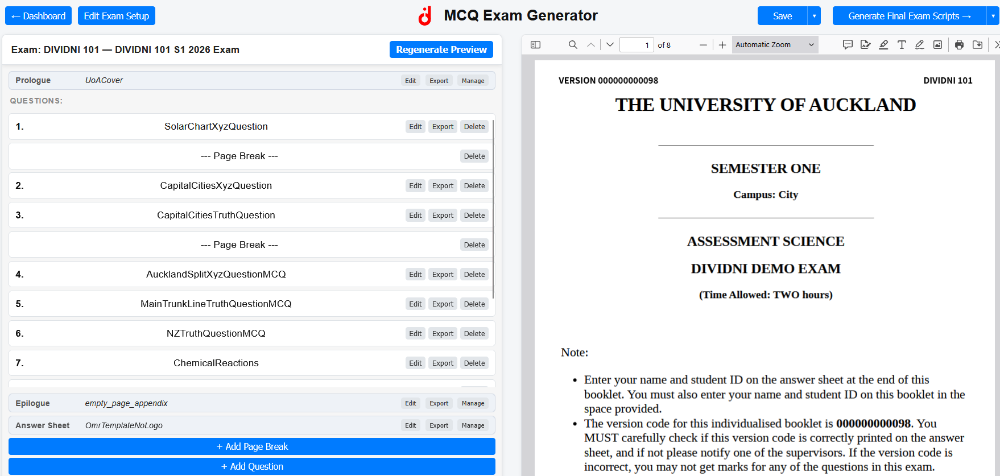 ← Dashboard
Edit Exam Setup
MCQ Exam Generator
Save
Generate Final Exam Scripts →
Exam: DIVIDNI 101 — DIVIDNI 101 S1 2026 Exam
Regenerate Preview
Prologue UoACover Edit Export Manage
QUESTIONS:
1. SolarChartXyzQuestion Edit Export Delete
--- Page Break --- Delete
2. CapitalCitiesXyzQuestion Edit Export Delete
3. CapitalCitiesTruthQuestion Edit Export Delete
--- Page Break --- Delete
4. AucklandSplitXyzQuestionMCQ Edit Export Delete
5. MainTrunkLineTruthQuestionMCQ Edit Export Delete
6. NZTruthQuestionMCQ Edit Export Delete
7. ChemicalReactions Edit Export Delete
Epilogue empty_page_appendix Edit Export Manage
Answer Sheet OmrTemplateNoLogo Edit Export Manage
+ Add Page Break
+ Add Question
1 of 8
Automatic Zoom
VERSION 000000000098
DIVIDNI 101
THE UNIVERSITY OF AUCKLAND
SEMESTER ONE
Campus: City
ASSESSMENT SCIENCE
DIVIDNI DEMO EXAM
(Time Allowed: TWO hours)
Note:
• Enter your name and student ID on the answer sheet at the end of this
booklet. You must also enter your name and student ID on this booklet in the
space provided.
• The version code for this individualised booklet is 000000000098. You
MUST carefully check if this version code is correctly printed on the answer
sheet, and if not please notify one of the supervisors. If the version code is
incorrect, you may not get marks for any of the questions in this exam.